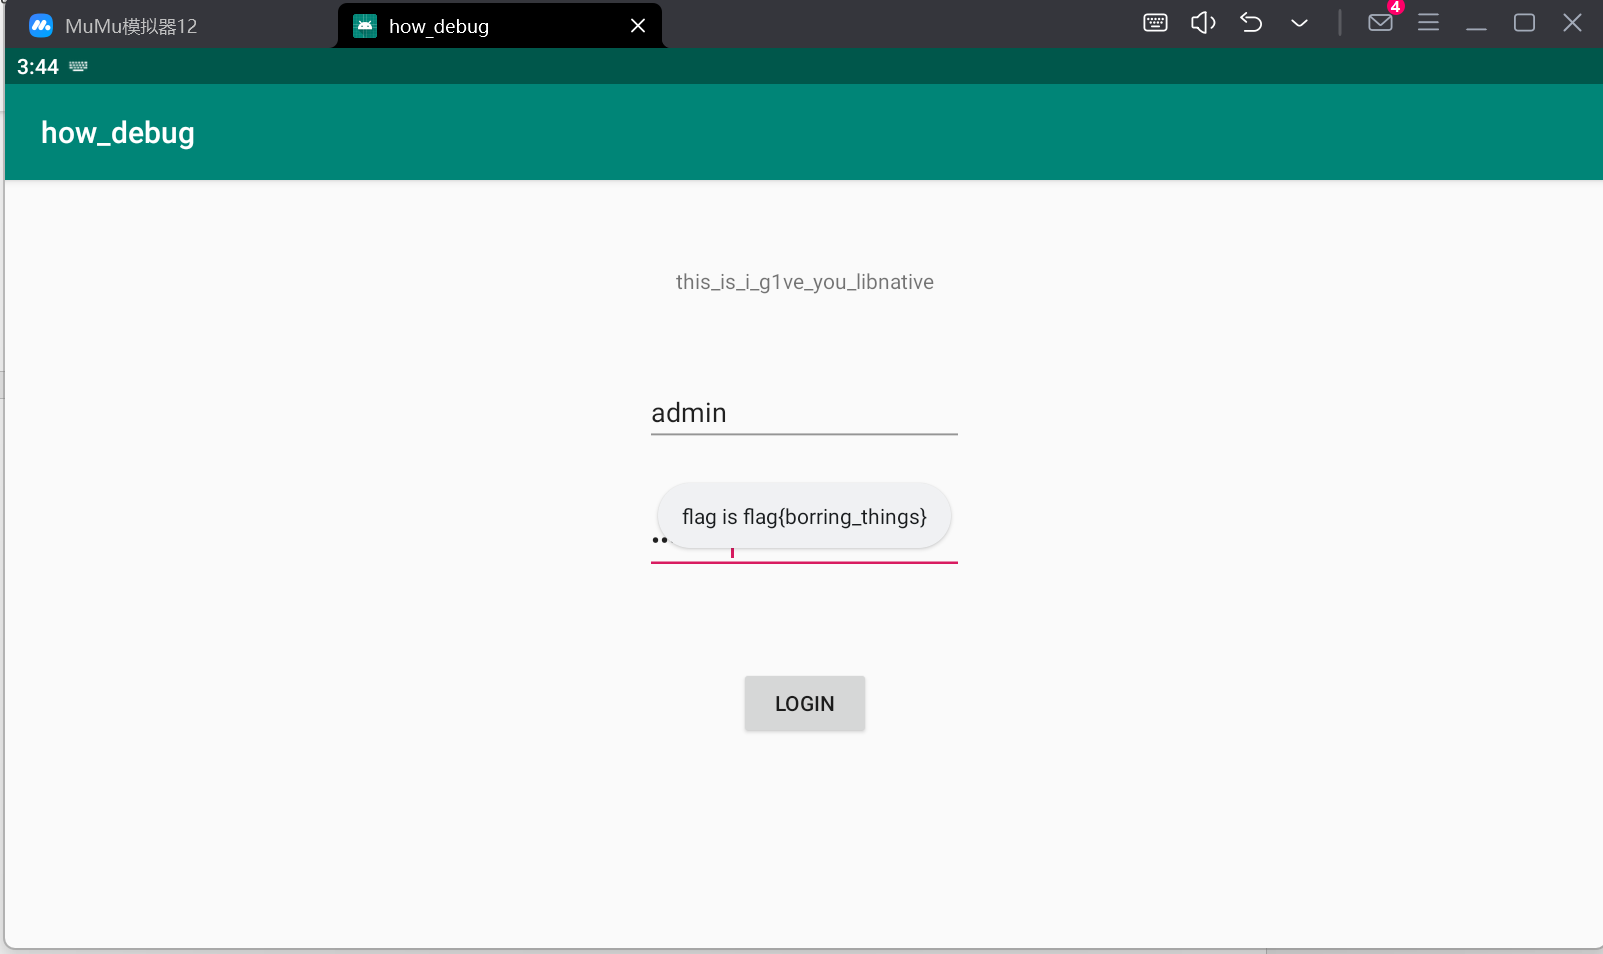 MuMu模拟器12
how_debug
4
3:44
how_debug
this_is_i_g1ve_you_libnative
admin
flag is flag{borring_things}
LOGIN